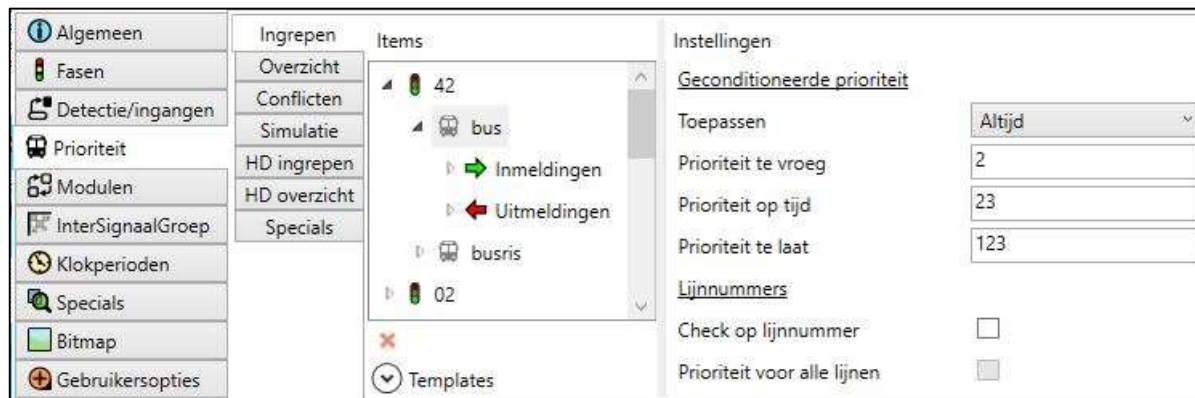 Algemeen
Fasen
Detectie/ingangen
Prioriteit
Modulen
InterSignaalGroep
Klokperioden
Specials
Bitmap
Gebruikersopties
Ingrepen
Overzicht
Conflicten
Simulatie
HD ingrepen
HD overzicht
Specials
Items
42
bus
Inmeldingen
Uitmeldingen
busris
02
Templates
Instellingen
Geconditioneerde prioriteit
Toepassen Altijd
Prioriteit te vroeg 2
Prioriteit op tijd 23
Prioriteit te laat 123
Lijnnummers
Check op lijnnummer
Prioriteit voor alle lijnen